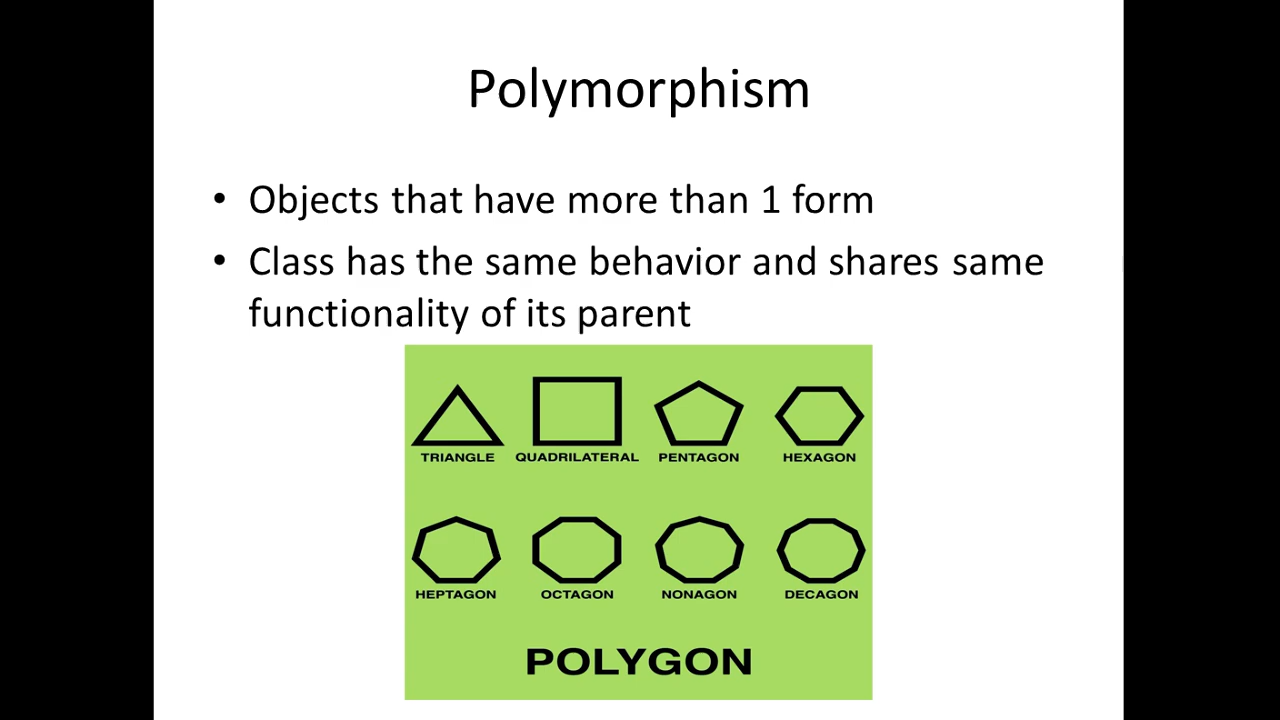 Polymorphism
• Objects that have more than 1 form
• Class has the same behavior and shares same
functionality of its parent
TRIANGLE QUADRILATERAL PENTAGON HEXAGON
HEPTAGON OCTAGON NONAGON DECAGON
POLYGON